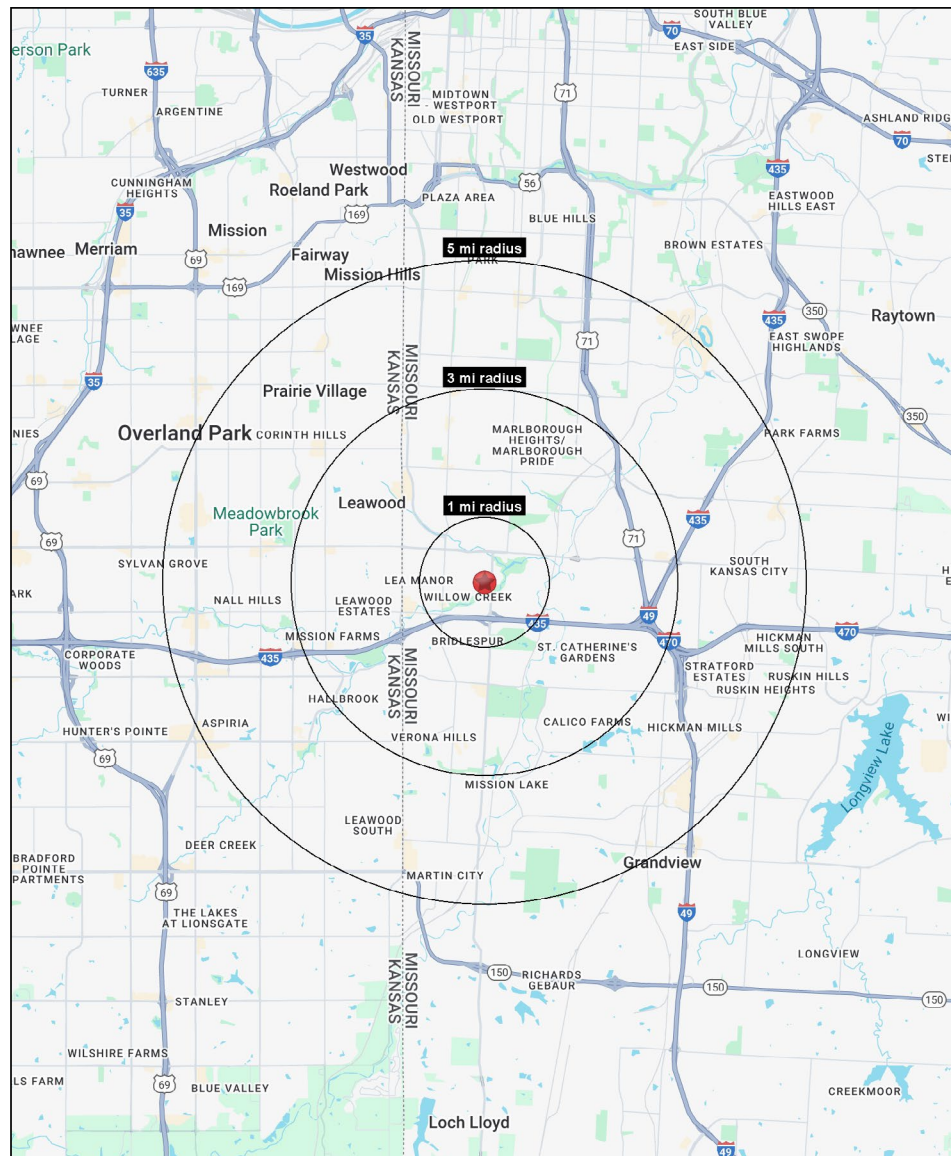 SOUTH BLUE
VALLEY
EAST SIDE
70
35
MISSOURI
KANSAS
erson Park
635
TURNER
ARGENTINE
MIDTOWN
- WESTPORT
OLD WESTPORT
71
ASHLAND RIDG
70
STE
435
Westwood
Roeland Park
CUNNINGHAM
HEIGHTS
56
PLAZA AREA
EASTWOOD
HILLS EAST
35
169
BLUE HILLS
Mission
hawnee
Merriam
69
Fairway
Mission Hills
5 mi radius
PARK
BROWN ESTATES
169
350
Raytown
435
EAST SWOPE
HIGHLANDS
WNEE
LAGE
71
MISSOURI
KANSAS
35
3 mi radius
Prairie Village
350
NIES
Overland Park
CORINTH HILLS
MARLBOROUGH
HEIGHTS/
MARLBOROUGH
PRIDE
PARK FARMS
69
Leawood
1 mi radius
Meadowbrook
Park
435
69
71
SYLVAN GROVE
SOUTH
KANSAS CITY
LEA MANOR
WILLOW CREEK
ARK
NALL HILLS
LEAWOOD
ESTATES
49
435
MISSION FARMS
BRIDLESPUR
470
470
HICKMAN
MILLS SOUTH
ST. CATHERINE'S
GARDENS
CORPORATE
WOODS
435
MISSOURI
KANSAS
STRATFORD
ESTATES
RUSKIN HILLS
RUSKIN HEIGHTS
HALLBROOK
ASPIRIA
CALICO FARMS
HICKMAN MILLS
HUNTER'S POINTE
VERONA HILLS
WI
69
MISSION LAKE
Longview Lake
LEAWOOD
SOUTH
DEER CREEK
BRADFORD
POINTE
PARTMENTS
Grandview
MARTIN CITY
69
THE LAKES
AT LIONSGATE
49
MISSOURI
KANSAS
LONGVIEW
150
RICHARDS
GEBAUR
150
150
STANLEY
WILSHIRE FARMS
LS FARM
69
BLUE VALLEY
CREEKMOOR
Loch Lloyd
49